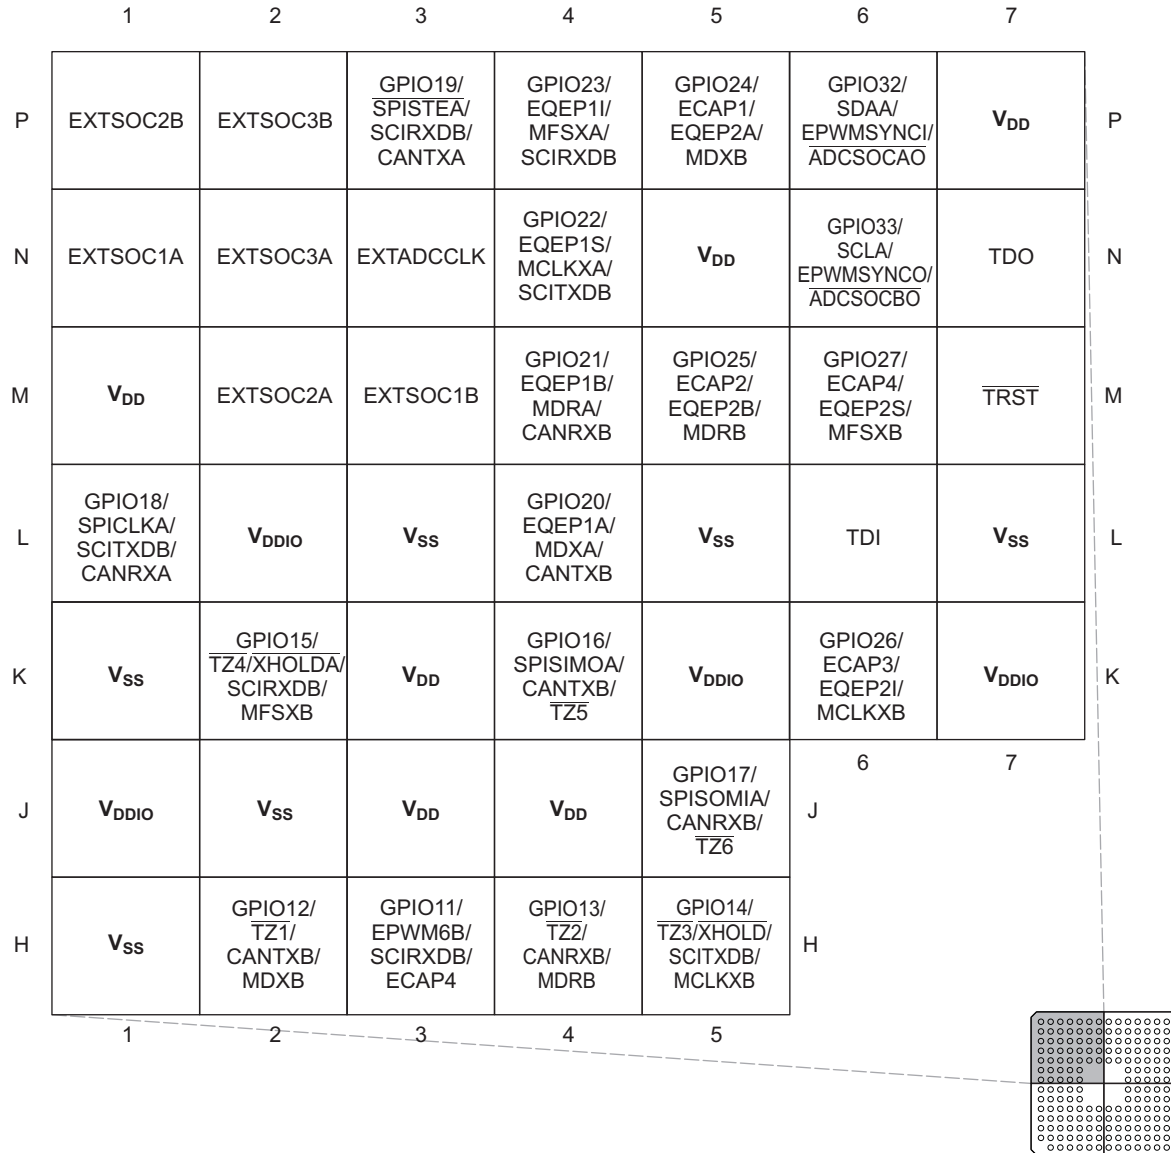 1 2 3 4 5 6 7
P
EXTSOC2B
EXTSOC3B
GPIO19/
SPISTEA/
SCIRXDB/
CANTXA
GPIO23/
EQEP1I/
MFSXA/
SCIRXDB
GPIO24/
ECAP1/
EQEP2A/
MDXB
GPIO32/
SDAA/
EPWMSYNCI/
ADCSOCAO
VDD
P
N
EXTSOC1A
EXTSOC3A
EXTADCCLK
GPIO22/
EQEP1S/
MCLKXA/
SCITXDB
VDD
GPIO33/
SCLA/
EPWMSYNCO/
ADCSOCBO
TDO
N
M
VDD
EXTSOC2A
EXTSOC1B
GPIO21/
EQEP1B/
MDRA/
CANRXB
GPIO25/
ECAP2/
EQEP2B/
MDRB
GPIO27/
ECAP4/
EQEP2S/
MFSXB
TRST
M
L
GPIO18/
SPICLKA/
SCITXDB/
CANRXA
VDDIO
VSS
GPIO20/
EQEP1A/
MDXA/
CANTXB
VSS
TDI
VSS
L
K
VSS
GPIO15/
TZ4/XHOLDA/
SCIRXDB/
MFSXB
VDD
GPIO16/
SPISIMOA/
CANTXB/
TZ5
VDDIO
GPIO26/
ECAP3/
EQEP2I/
MCLKXB
VDDIO
K
6 7
J
VDDIO
VSS
VDD
VDD
GPIO17/
SPISOMIA/
CANRXB/
TZ6
J
H
VSS
GPIO12/
TZ1/
CANTXB/
MDXB
GPIO11/
EPWM6B/
SCIRXDB/
ECAP4
GPIO13/
TZ2/
CANRXB/
MDRB
GPIO14/
TZ3/XHOLD/
SCITXDB/
MCLKXB
H
1 2 3 4 5